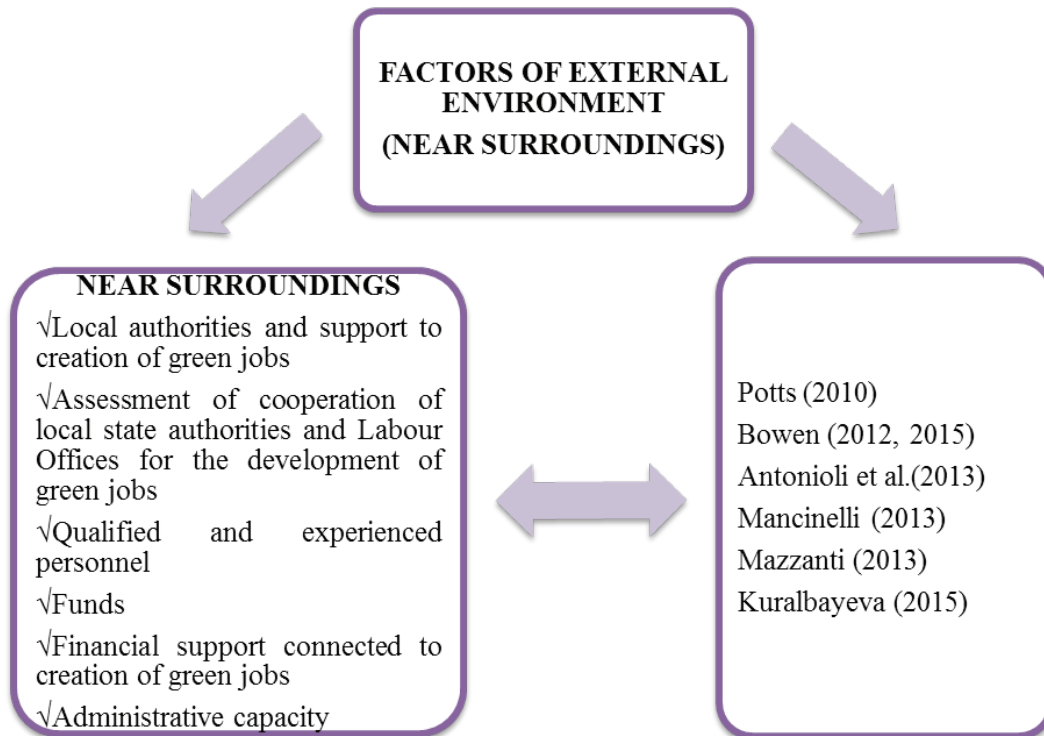 FACTORS OF EXTERNAL
ENVIRONMENT
(NEAR SURROUNDINGS)
NEAR SURROUNDINGS
√Local authorities and support to
creation of green jobs
√Assessment of cooperation of
local state authorities and Labour
Offices for the development of
green jobs
√Qualified and experienced
personnel
√Funds
√Financial support connected to
creation of green jobs
√Administrative capacity
Potts (2010)
Bowen (2012, 2015)
Antonioli et al.(2013)
Mancinelli (2013)
Mazzanti (2013)
Kuralbayeva (2015)